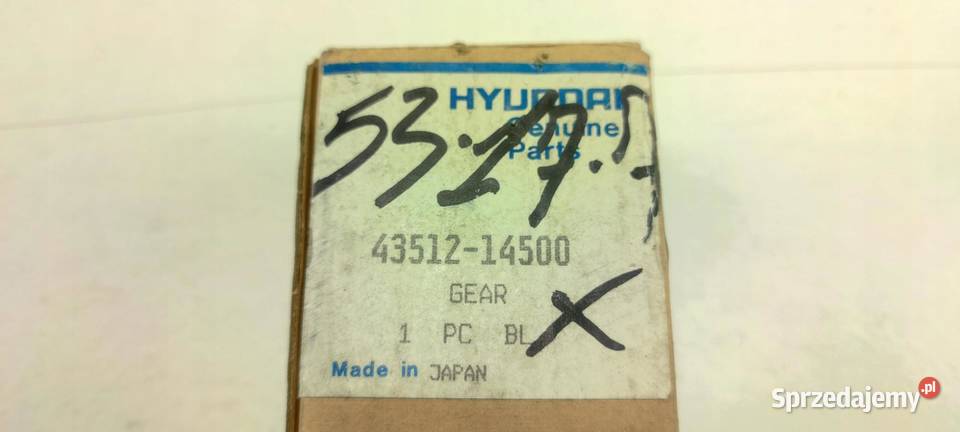 HYUNDAI
Genuine
Parts
53.27.
43512-14500
GEAR
1 PC BL
X
Made in JAPAN
Sprzedajemy.pl